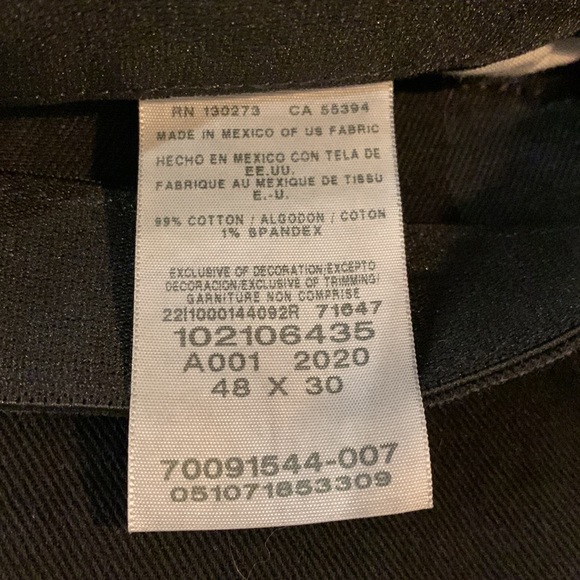 RN 130273 CA 55394
MADE IN MEXICO OF US FABRIC
HECHO EN MEXICO CON TELA DE
EE.UU.
FABRIQUE AU MEXIQUE DE TISSU
E.-U.
99% COTTON / ALGODON / COTON
1% SPANDEX
EXCLUSIVE OF DECORATION/EXCEPTO
DECORACION/EXCLUSIVE OF TRIMMING/
GARNITURE NON COMPRISE
22I1000144092R 71647
102106435
A001 2020
48 X 30
70091544-007
051071853309